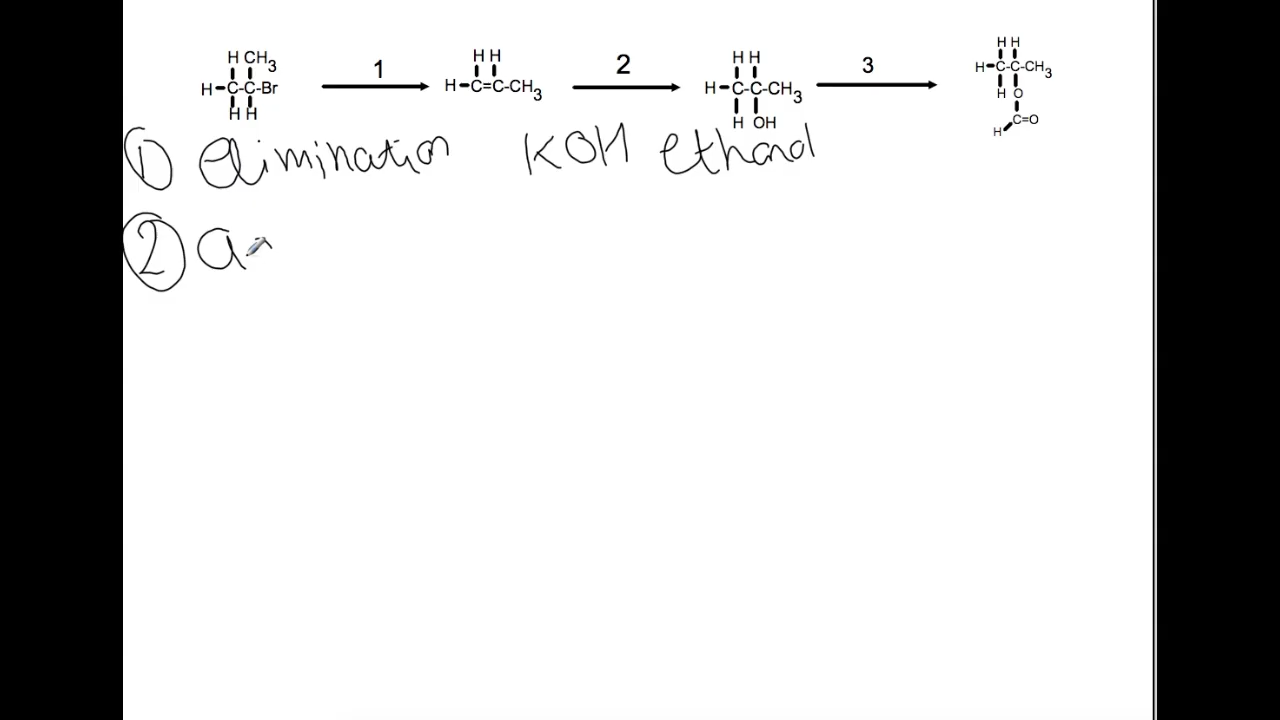 H CH3
H-C-C-Br
H H
1
H H
H-C=C-CH3
2
H H
H-C-C-CH3
H OH
3
H H
H-C-C-CH3
H O
C=O
H
① Elimination KOH ethanol
② a